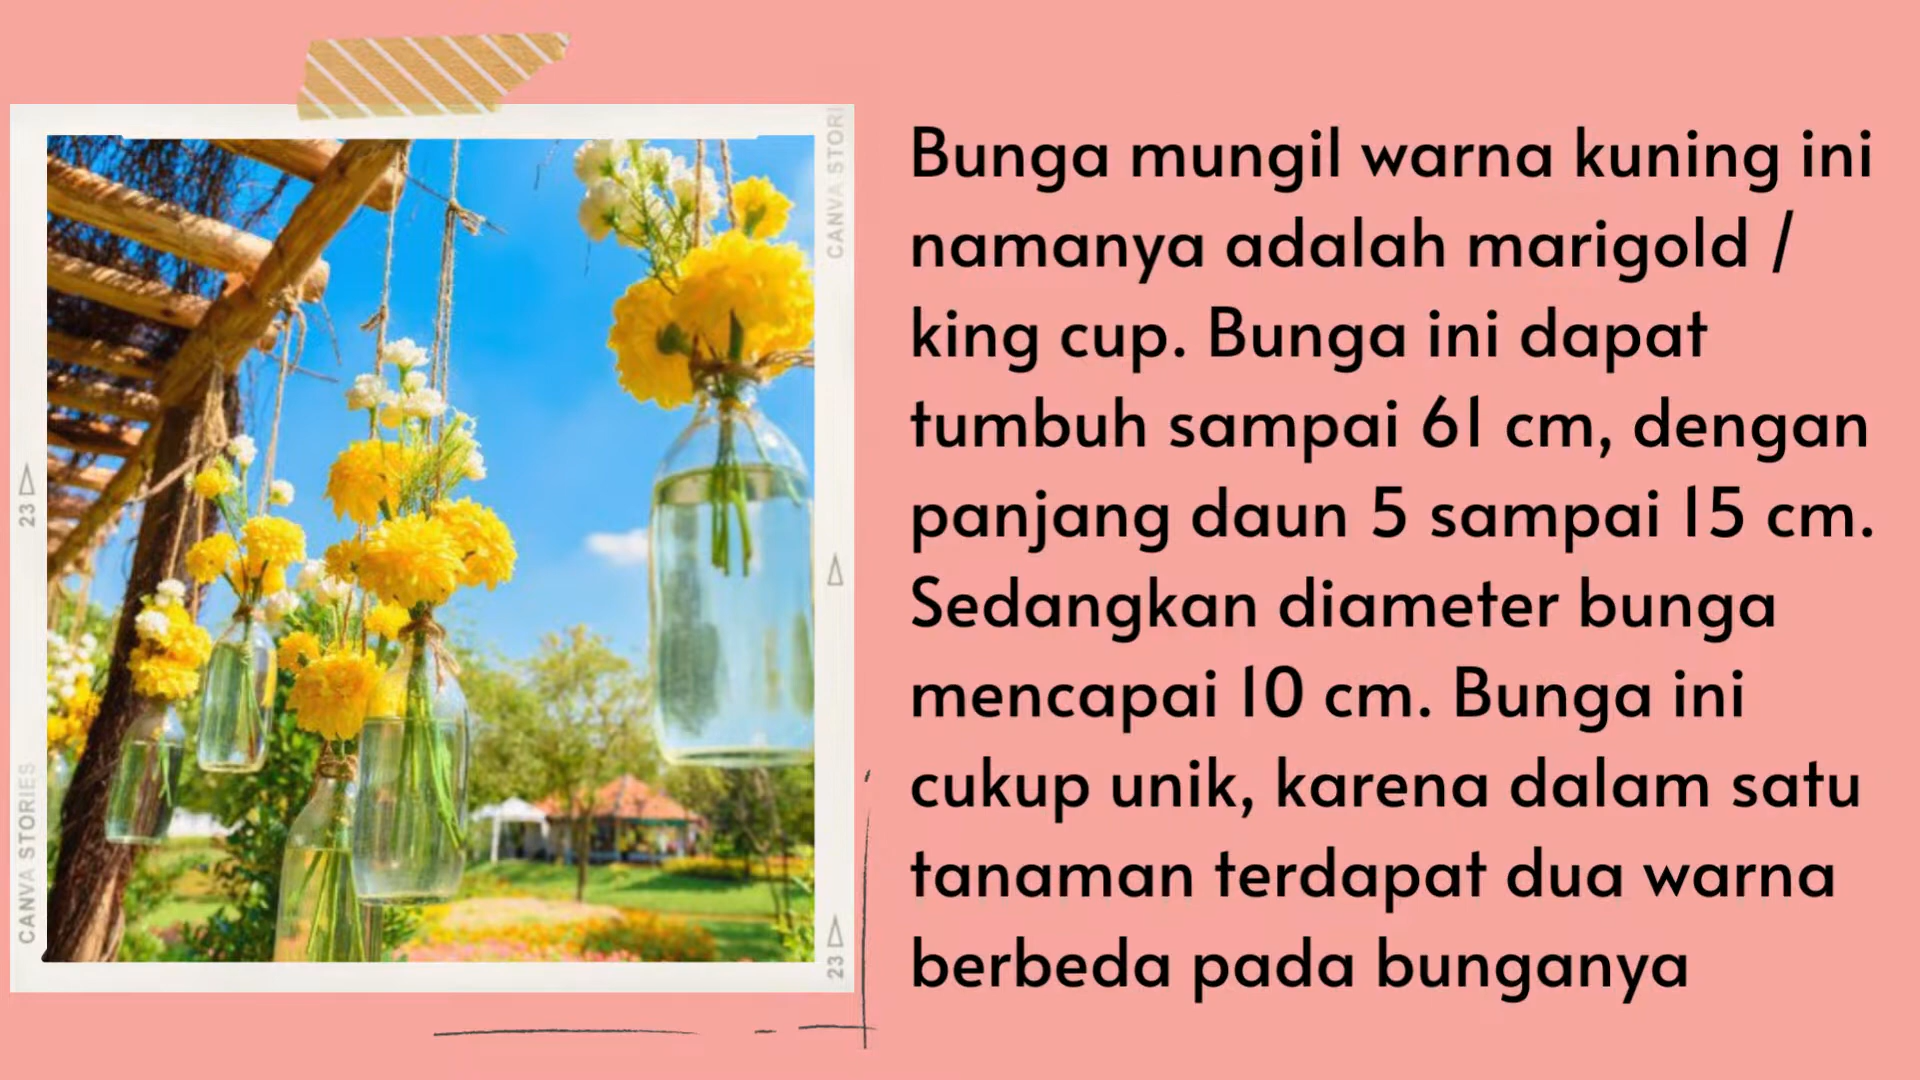 CANVA STORI
23
CANVA STORIES
23
Bunga mungil warna kuning ini
namanya adalah marigold /
king cup. Bunga ini dapat
tumbuh sampai 61 cm, dengan
panjang daun 5 sampai 15 cm.
Sedangkan diameter bunga
mencapai 10 cm. Bunga ini
cukup unik, karena dalam satu
tanaman terdapat dua warna
berbeda pada bunganya